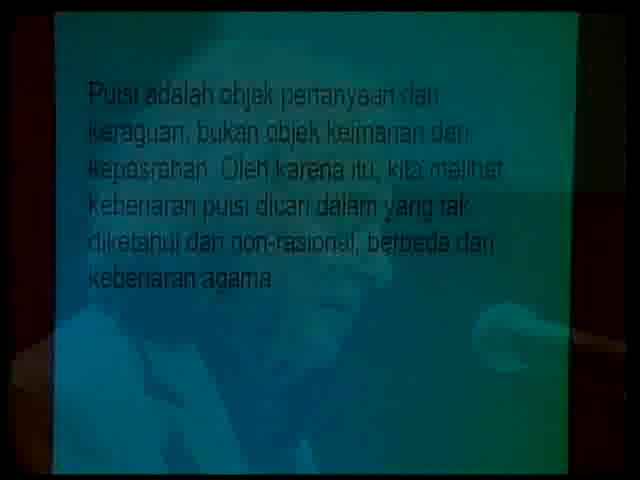 Puisi adalah objek pertanyaan dan
keraguan, bukan objek keimanan dan
kepasrahan. Oleh karena itu, kita melihat
kebenaran puisi dicari dalam yang tak
diketahui dan non-rasional, berbeda dari
kebenaran agama